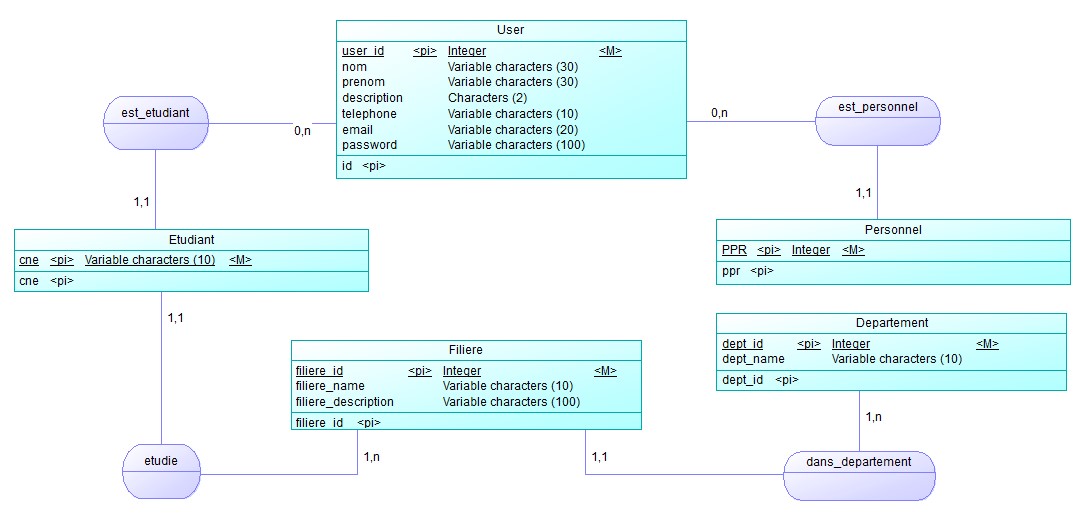 User
user_id <pi> Integer <M>
nom Variable characters (30)
prenom Variable characters (30)
description Characters (2)
telephone Variable characters (10)
email Variable characters (20)
password Variable characters (100)
id <pi>
est_etudiant
0,n
0,n
est_personnel
1,1
1,1
Etudiant
cne <pi> Variable characters (10) <M>
cne <pi>
Personnel
PPR <pi> Integer <M>
ppr <pi>
1,1
Departement
dept_id <pi> Integer <M>
dept_name Variable characters (10)
dept_id <pi>
Filiere
filiere_id <pi> Integer <M>
filiere_name Variable characters (10)
filiere_description Variable characters (100)
filiere_id <pi>
1,n
etudie
1,n
1,1
dans_departement